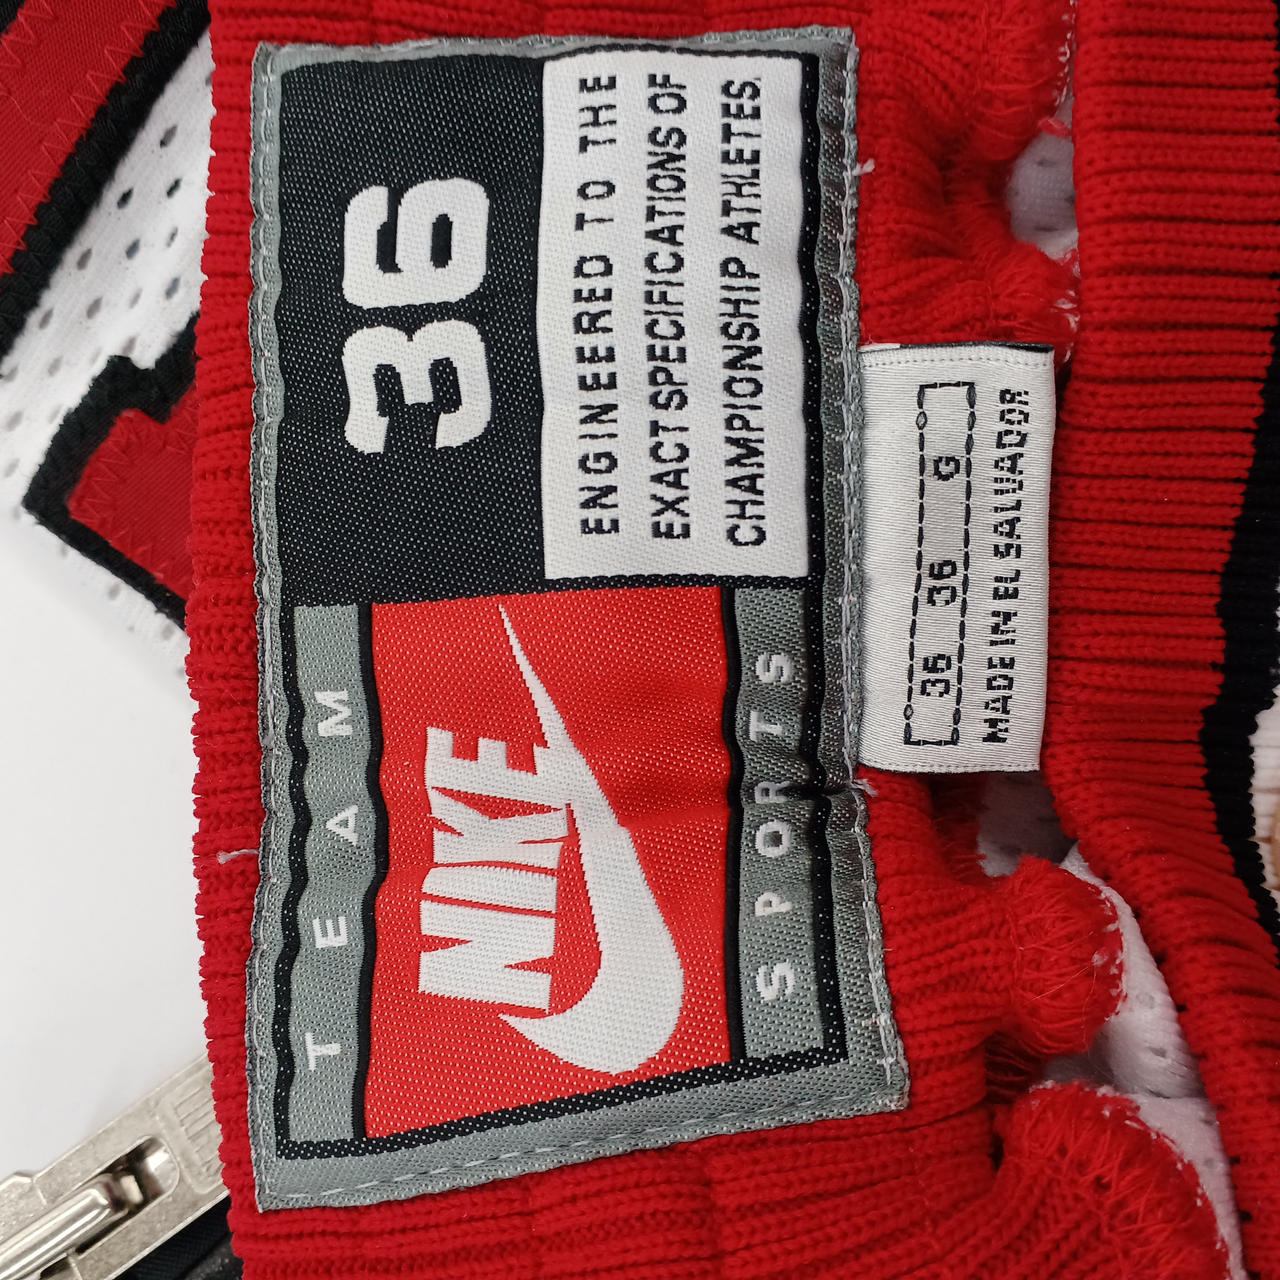 TEAM
NIKE
SPORTS
36
ENGINEERED TO THE
EXACT SPECIFICATIONS OF
CHAMPIONSHIP ATHLETES.
36 36 G
MADE IN EL SALVADOR